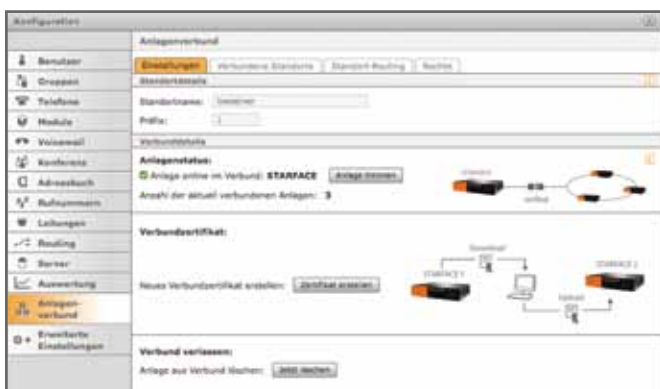 Konfiguration
Anlagenverbund
Benutzer
Gruppen
Telefone
Module
Voicemail
Konferenz
Adressbuch
Rufnummern
Leitungen
Routing
Server
Auswertung
Anlagen-
verbund
Erweiterte
Einstellungen
Einstellungen
Verbundene Standorte
Standort-Routing
Rechte
Standortdetails
Standortname:
Präfix:
1
Verbunddetails
Anlagenstatus:
Anlage online im Verbund: STARFACE
Anlage trennen
Anzahl der aktuell verbundenen Anlagen: 3
STARFACE
Verbundzertifikat:
Neues Verbundzertifikat erstellen:
Zertifikat erstellen
Download
STARFACE 1
STARFACE 2
Upload
Verbund verlassen:
Anlage aus Verbund löschen:
Jetzt löschen